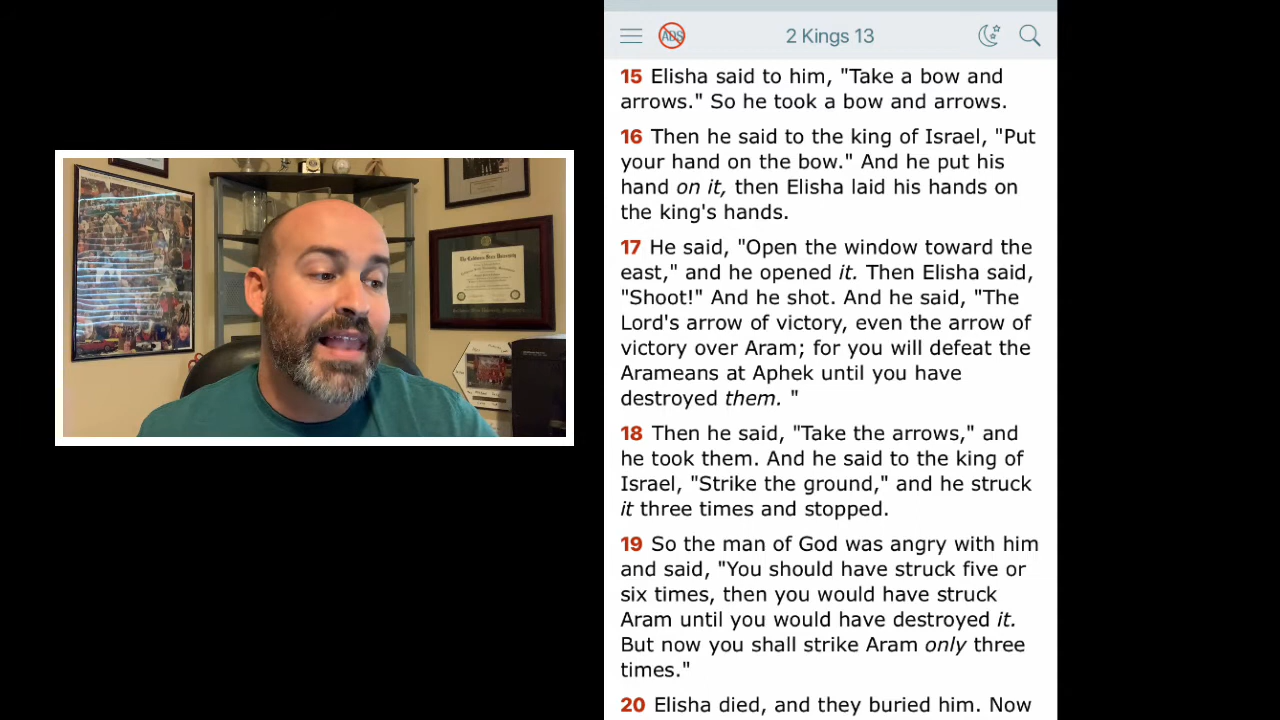 ADS
2 Kings 13
15 Elisha said to him, "Take a bow and
arrows." So he took a bow and arrows.
16 Then he said to the king of Israel, "Put
your hand on the bow." And he put his
hand on it, then Elisha laid his hands on
the king's hands.
17 He said, "Open the window toward the
east," and he opened it. Then Elisha said,
"Shoot!" And he shot. And he said, "The
Lord's arrow of victory, even the arrow of
victory over Aram; for you will defeat the
Arameans at Aphek until you have
destroyed them. "
18 Then he said, "Take the arrows," and
he took them. And he said to the king of
Israel, "Strike the ground," and he struck
it three times and stopped.
19 So the man of God was angry with him
and said, "You should have struck five or
six times, then you would have struck
Aram until you would have destroyed it.
But now you shall strike Aram only three
times."
20 Elisha died, and they buried him. Now